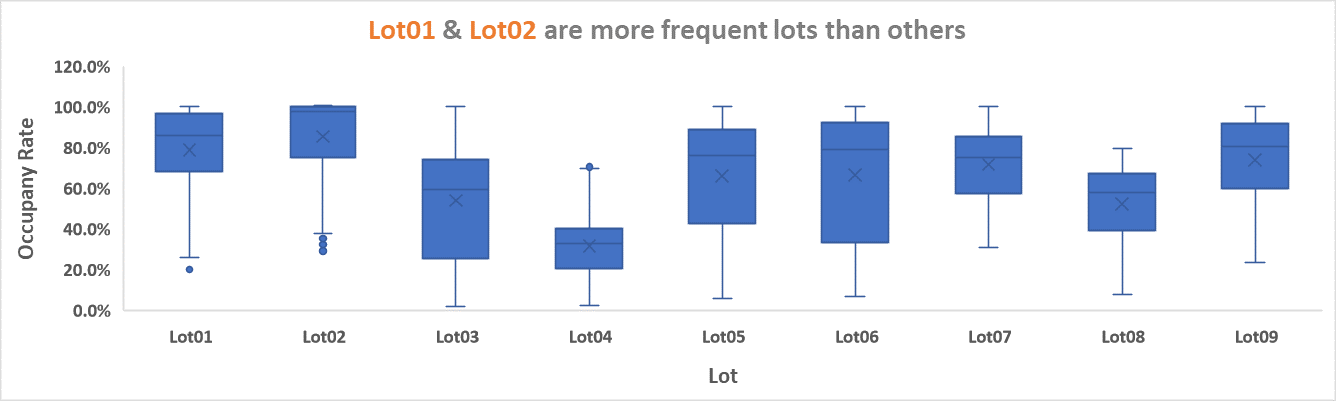 Lot01 & Lot02 are more frequent lots than others
120.0%
100.0%
80.0%
60.0%
40.0%
20.0%
0.0%
Occupany Rate
Lot01 Lot02 Lot03 Lot04 Lot05 Lot06 Lot07 Lot08 Lot09
Lot